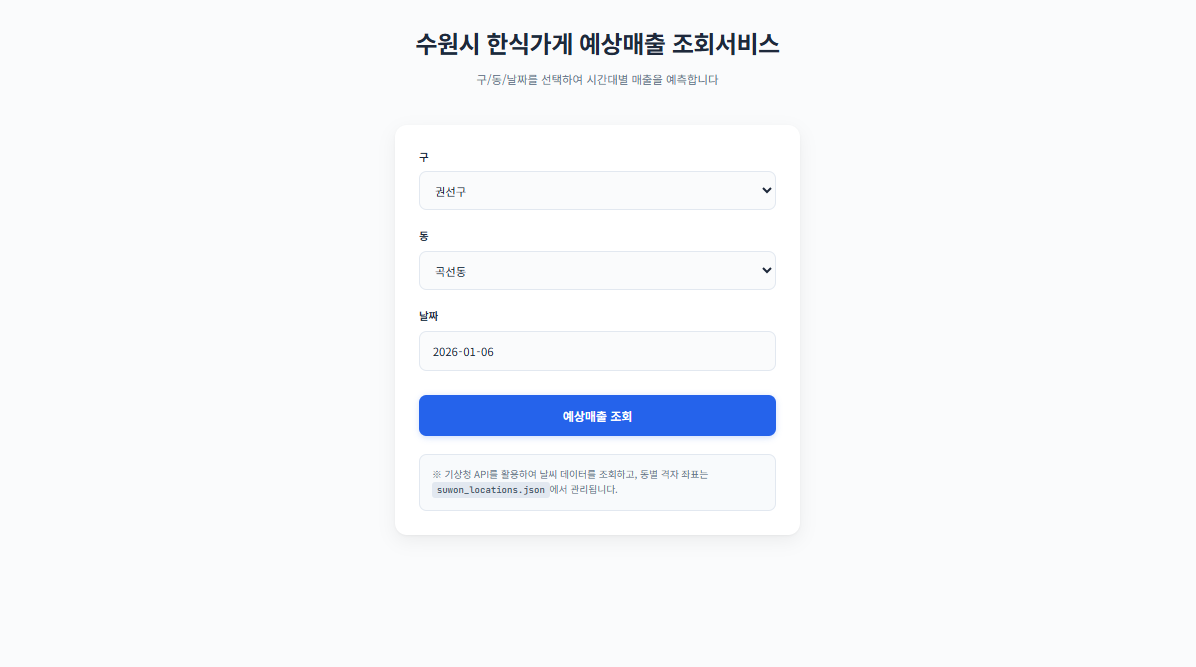 수원시 한식가게 예상매출 조회서비스
구/동/날짜를 선택하여 시간대별 매출을 예측합니다
구
권선구
동
곡선동
날짜
2026-01-06
예상매출 조회
※ 기상청 API를 활용하여 날씨 데이터를 조회하고, 동별 격자 좌표는
suwon_locations.json에서 관리됩니다.